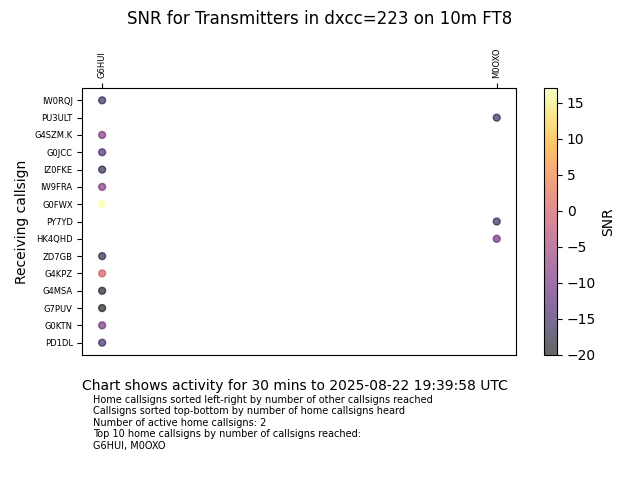 SNR for Transmitters in dxcc=223 on 10m FT8
G6HUI
M0OXO
IW0RQJ
PU3ULT
G4SZM.K
G0JCC
IZ0FKE
IW9FRA
G0FWX
PY7YD
HK4QHD
ZD7GB
G4KPZ
G4MSA
G7PUV
G0KTN
PD1DL
Receiving callsign
15
10
5
0
−5
−10
−15
−20
SNR
Chart shows activity for 30 mins to 2025-08-22 19:39:58 UTC
Home callsigns sorted left-right by number of other callsigns reached
Callsigns sorted top-bottom by number of home callsigns heard
Number of active home callsigns: 2
Top 10 home callsigns by number of callsigns reached:
G6HUI, M0OXO